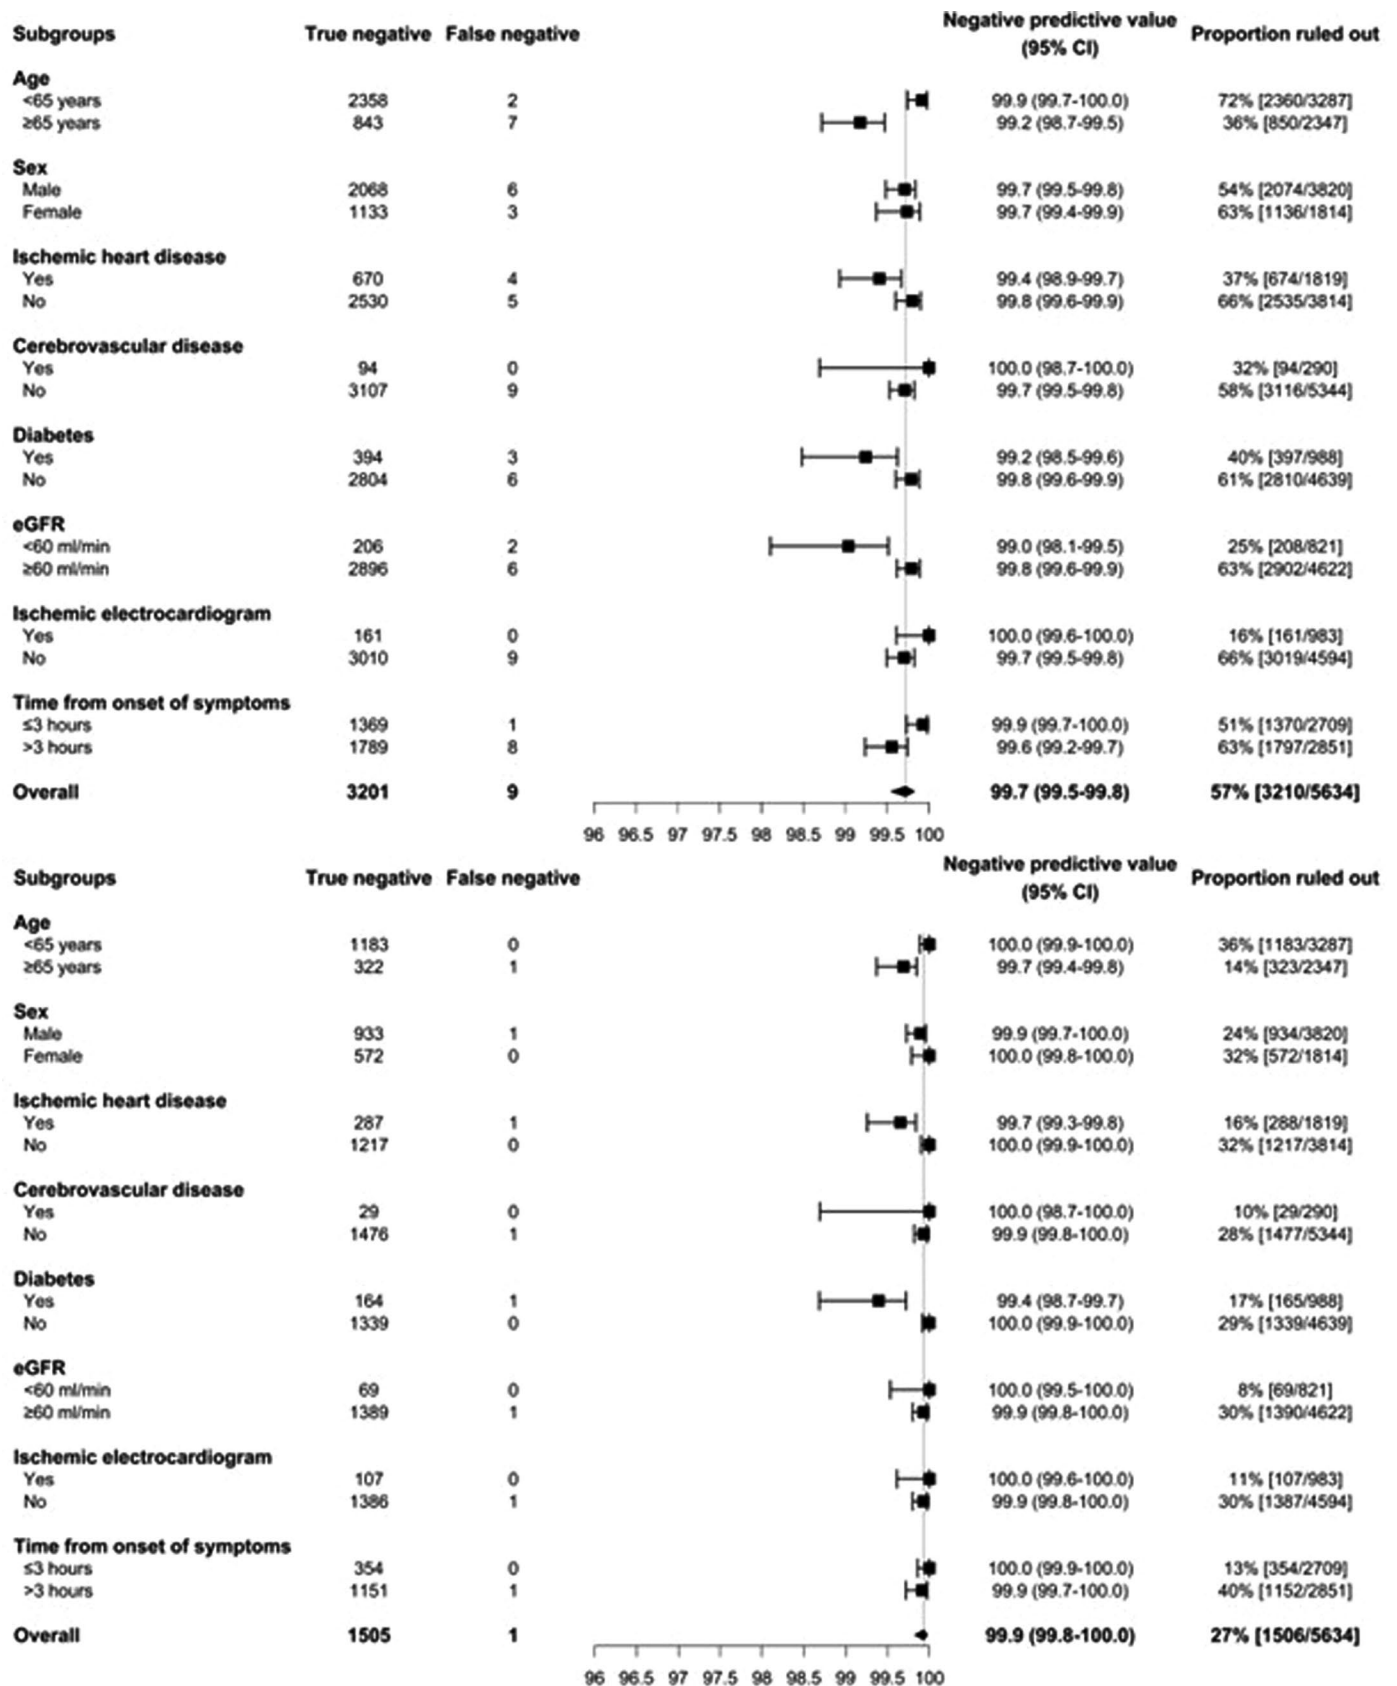 Subgroups True negative False negative Negative predictive value (95% CI) Proportion ruled out
Age
<65 years 2358 2 99.9 (99.7-100.0) 72% [2360/3287]
≥65 years 843 7 99.2 (98.7-99.5) 36% [850/2347]
Sex
Male 2068 6 99.7 (99.5-99.8) 54% [2074/3820]
Female 1133 3 99.7 (99.4-99.9) 63% [1136/1814]
Ischemic heart disease
Yes 670 4 99.4 (98.9-99.7) 37% [674/1819]
No 2530 5 99.8 (99.6-99.9) 66% [2535/3814]
Cerebrovascular disease
Yes 94 0 100.0 (98.7-100.0) 32% [94/290]
No 3107 9 99.7 (99.5-99.8) 58% [3116/5344]
Diabetes
Yes 394 3 99.2 (98.5-99.6) 40% [397/988]
No 2804 6 99.8 (99.6-99.9) 61% [2810/4639]
eGFR
<60 ml/min 206 2 99.0 (98.1-99.5) 25% [208/821]
≥60 ml/min 2896 6 99.8 (99.6-99.9) 63% [2902/4622]
Ischemic electrocardiogram
Yes 161 0 100.0 (99.6-100.0) 16% [161/983]
No 3010 9 99.7 (99.5-99.8) 66% [3019/4594]
Time from onset of symptoms
≤3 hours 1369 1 99.9 (99.7-100.0) 51% [1370/2709]
>3 hours 1789 8 99.6 (99.2-99.7) 63% [1797/2851]
Overall 3201 9 99.7 (99.5-99.8) 57% [3210/5634]
96 96.5 97 97.5 98 98.5 99 99.5 100
Subgroups True negative False negative Negative predictive value (95% CI) Proportion ruled out
Age
<65 years 1183 0 100.0 (99.9-100.0) 36% [1183/3287]
≥65 years 322 1 99.7 (99.4-99.8) 14% [323/2347]
Sex
Male 933 1 99.9 (99.7-100.0) 24% [934/3820]
Female 572 0 100.0 (99.8-100.0) 32% [572/1814]
Ischemic heart disease
Yes 287 1 99.7 (99.3-99.8) 16% [288/1819]
No 1217 0 100.0 (99.9-100.0) 32% [1217/3814]
Cerebrovascular disease
Yes 29 0 100.0 (98.7-100.0) 10% [29/290]
No 1476 1 99.9 (99.8-100.0) 28% [1477/5344]
Diabetes
Yes 164 1 99.4 (98.7-99.7) 17% [165/988]
No 1339 0 100.0 (99.9-100.0) 29% [1339/4639]
eGFR
<60 ml/min 69 0 100.0 (99.5-100.0) 8% [69/821]
≥60 ml/min 1389 1 99.9 (99.8-100.0) 30% [1390/4622]
Ischemic electrocardiogram
Yes 107 0 100.0 (99.6-100.0) 11% [107/983]
No 1386 1 99.9 (99.8-100.0) 30% [1387/4594]
Time from onset of symptoms
≤3 hours 354 0 100.0 (99.9-100.0) 13% [354/2709]
>3 hours 1151 1 99.9 (99.7-100.0) 40% [1152/2851]
Overall 1505 1 99.9 (99.8-100.0) 27% [1506/5634]
96 96.5 97 97.5 98 98.5 99 99.5 100